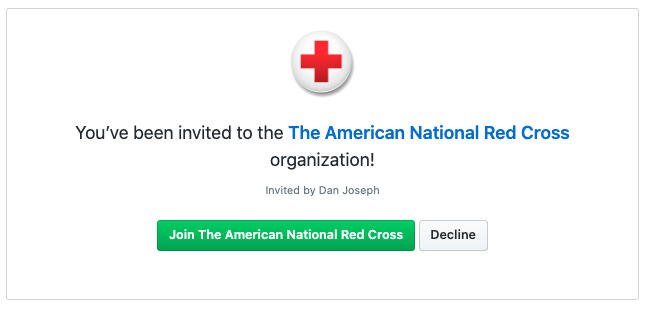 You’ve been invited to the The American National Red Cross
organization!
Invited by Dan Joseph
Join The American National Red Cross
Decline